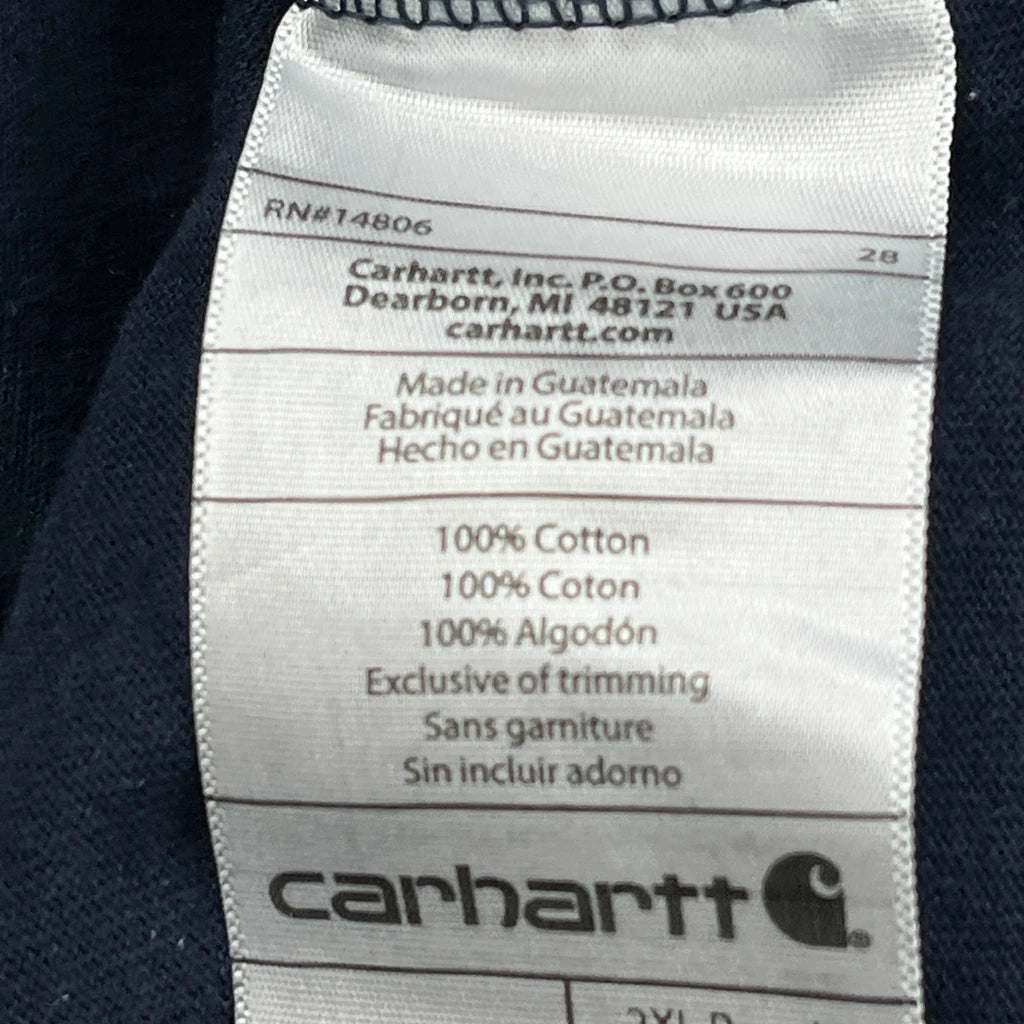 RN#14806
28
Carhartt, Inc. P.O. Box 600
Dearborn, MI 48121 USA
carhartt.com
Made in Guatemala
Fabriqué au Guatemala
Hecho en Guatemala
100% Cotton
100% Coton
100% Algodón
Exclusive of trimming
Sans garniture
Sin incluir adorno
carhartt